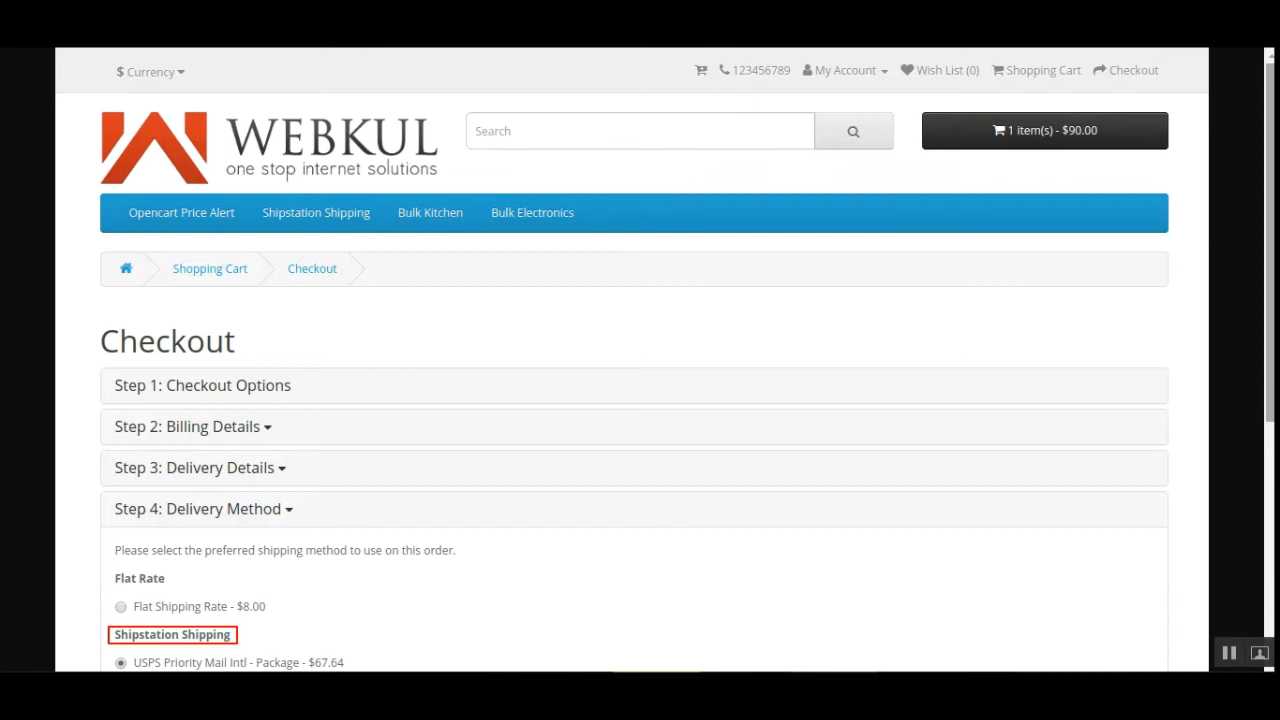 $ Currency 123456789 My Account Wish List (0) Shopping Cart Checkout
WEBKUL
one stop internet solutions
Search
1 item(s) - $90.00
Opencart Price Alert Shipstation Shipping Bulk Kitchen Bulk Electronics
Shopping Cart Checkout
Checkout
Step 1: Checkout Options
Step 2: Billing Details
Step 3: Delivery Details
Step 4: Delivery Method
Please select the preferred shipping method to use on this order.
Flat Rate
Flat Shipping Rate - $8.00
Shipstation Shipping
USPS Priority Mail Intl - Package - $67.64